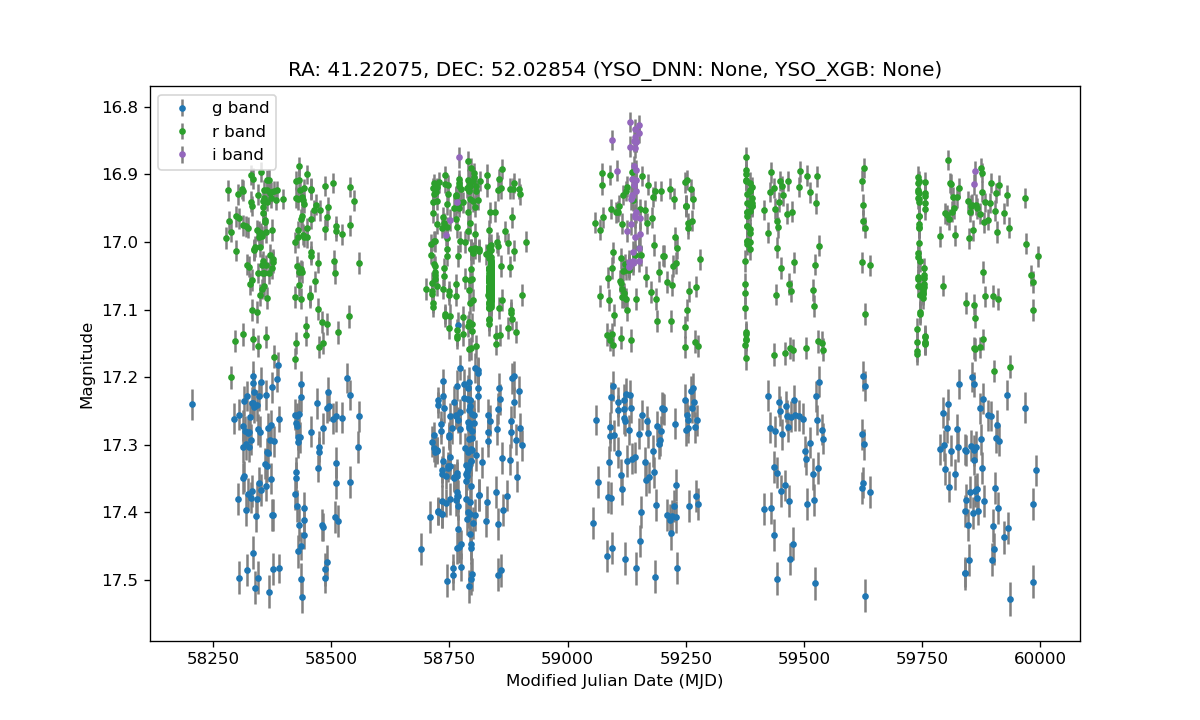 RA: 41.22075, DEC: 52.02854 (YSO_DNN: None, YSO_XGB: None)
g band
r band
i band
16.8
16.9
17.0
17.1
17.2
17.3
17.4
17.5
Magnitude
58250
58500
58750
59000
59250
59500
59750
60000
Modified Julian Date (MJD)